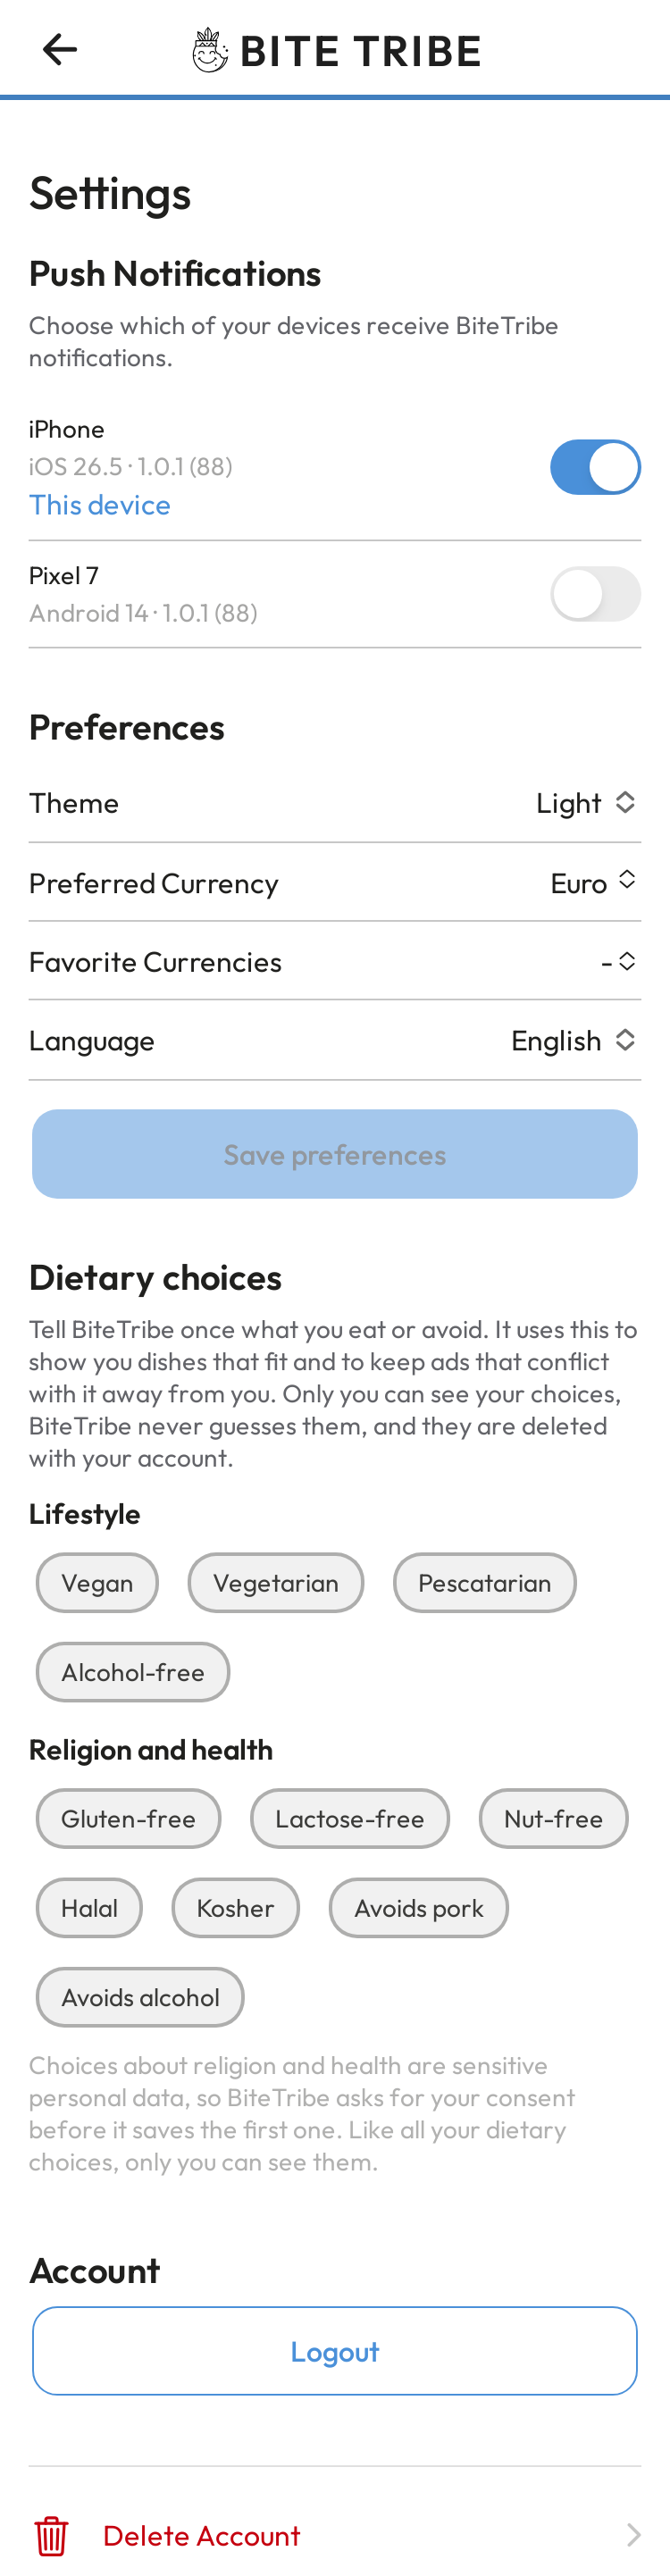 BITE TRIBE
Settings
Push Notifications
Choose which of your devices receive BiteTribe
notifications.
iPhone
iOS 26.5 · 1.0.1 (88)
This device
Pixel 7
Android 14 · 1.0.1 (88)
Preferences
Theme Light
Preferred Currency Euro
Favorite Currencies -
Language English
Save preferences
Dietary choices
Tell BiteTribe once what you eat or avoid. It uses this to
show you dishes that fit and to keep ads that conflict
with it away from you. Only you can see your choices,
BiteTribe never guesses them, and they are deleted
with your account.
Lifestyle
Vegan Vegetarian Pescatarian
Alcohol-free
Religion and health
Gluten-free Lactose-free Nut-free
Halal Kosher Avoids pork
Avoids alcohol
Choices about religion and health are sensitive
personal data, so BiteTribe asks for your consent
before it saves the first one. Like all your dietary
choices, only you can see them.
Account
Logout
Delete Account